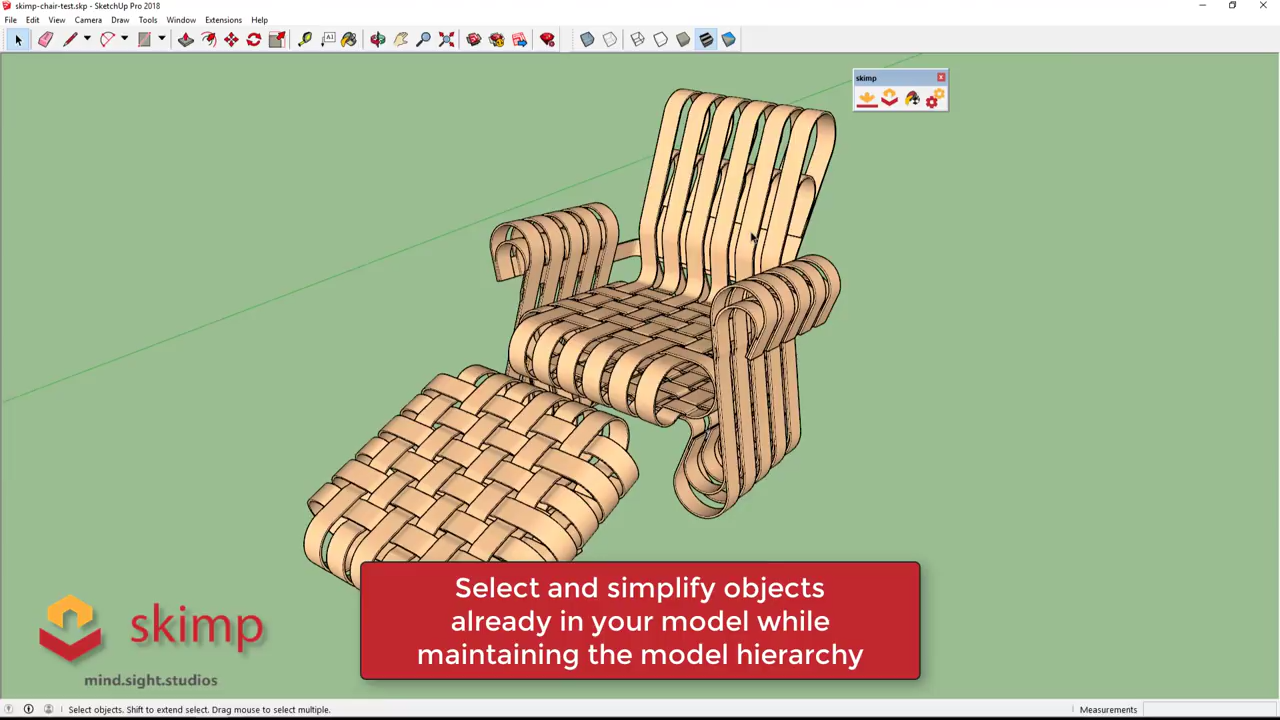 skimp-chair-test.skp - SketchUp Pro 2018
File Edit View Camera Draw Tools Window Extensions Help
skimp
Select and simplify objects
already in your model while
maintaining the model hierarchy
skimp
mind.sight.studios
Select objects. Shift to extend select. Drag mouse to select multiple.
Measurements